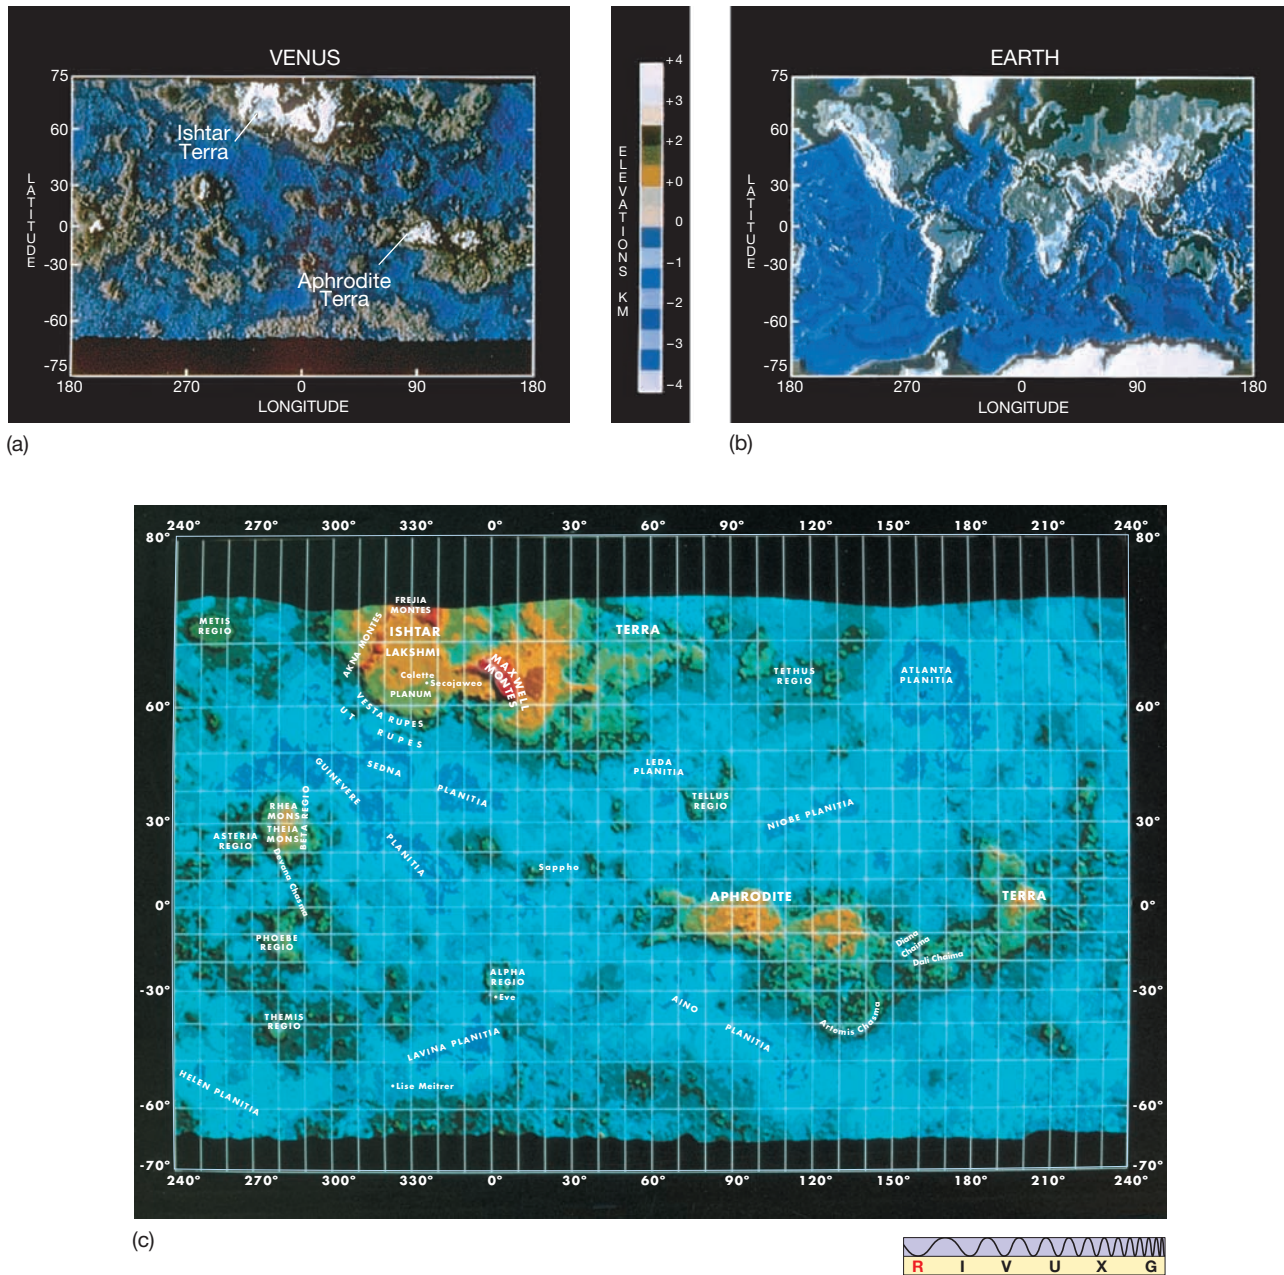 VENUS
75
60
30
0
-30
-60
-75
LATITUDE
180
270
0
90
180
LONGITUDE
Ishtar
Terra
Aphrodite
Terra
(a)
ELEVATIONS KM
+4
+3
+2
+0
0
-1
-2
-3
-4
EARTH
75
60
30
0
-30
-60
-75
LATITUDE
180
270
0
90
180
LONGITUDE
(b)
240° 270° 300° 330° 0° 30° 60° 90° 120° 150° 180° 210° 240°
80° 80°
METIS
REGIO
FREJIA
MONTES
AKNA MONTES
ISHTAR
TERRA
LAKSHMI
Colette
•Secojaweo
PLANUM
MAXWELL
MONTES
TETHUS
REGIO
ATLANTA
PLANITIA
60° 60°
VESTA RUPES
UT RUPES
SEDNA PLANITIA
GUINEVERE PLANITIA
LEDA
PLANITIA
TELLUS
REGIO
NIOBE PLANITIA
RHEA
MONS
THEIA
MONS
BETA REGIO
30° 30°
ASTERIA
REGIO
Devana Chasma
Sappho
APHRODITE
TERRA
0° 0°
PHOEBE
REGIO
Diana
Chaima
Dali Chaima
ALPHA
REGIO
•Eve
-30° -30°
AINO PLANITIA
Artemis Chasma
THEMIS
REGIO
LAVINA PLANITIA
•Lise Meitrer
HELEN PLANITIA
-60° -60°
-70° -70°
240° 270° 300° 330° 0° 30° 60° 90° 120° 150° 180° 210° 240°
(c)
R I V U X G